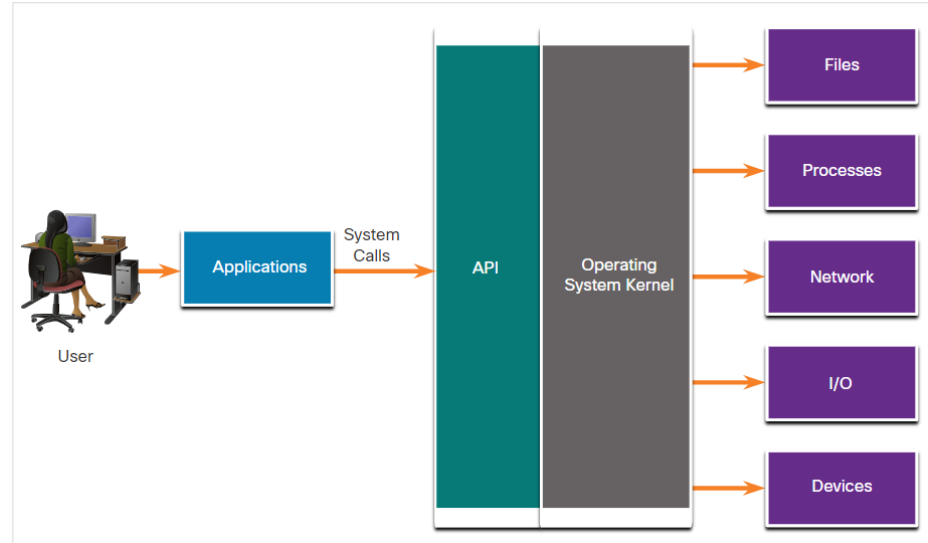 User
Applications
System
Calls
API
Operating
System Kernel
Files
Processes
Network
I/O
Devices